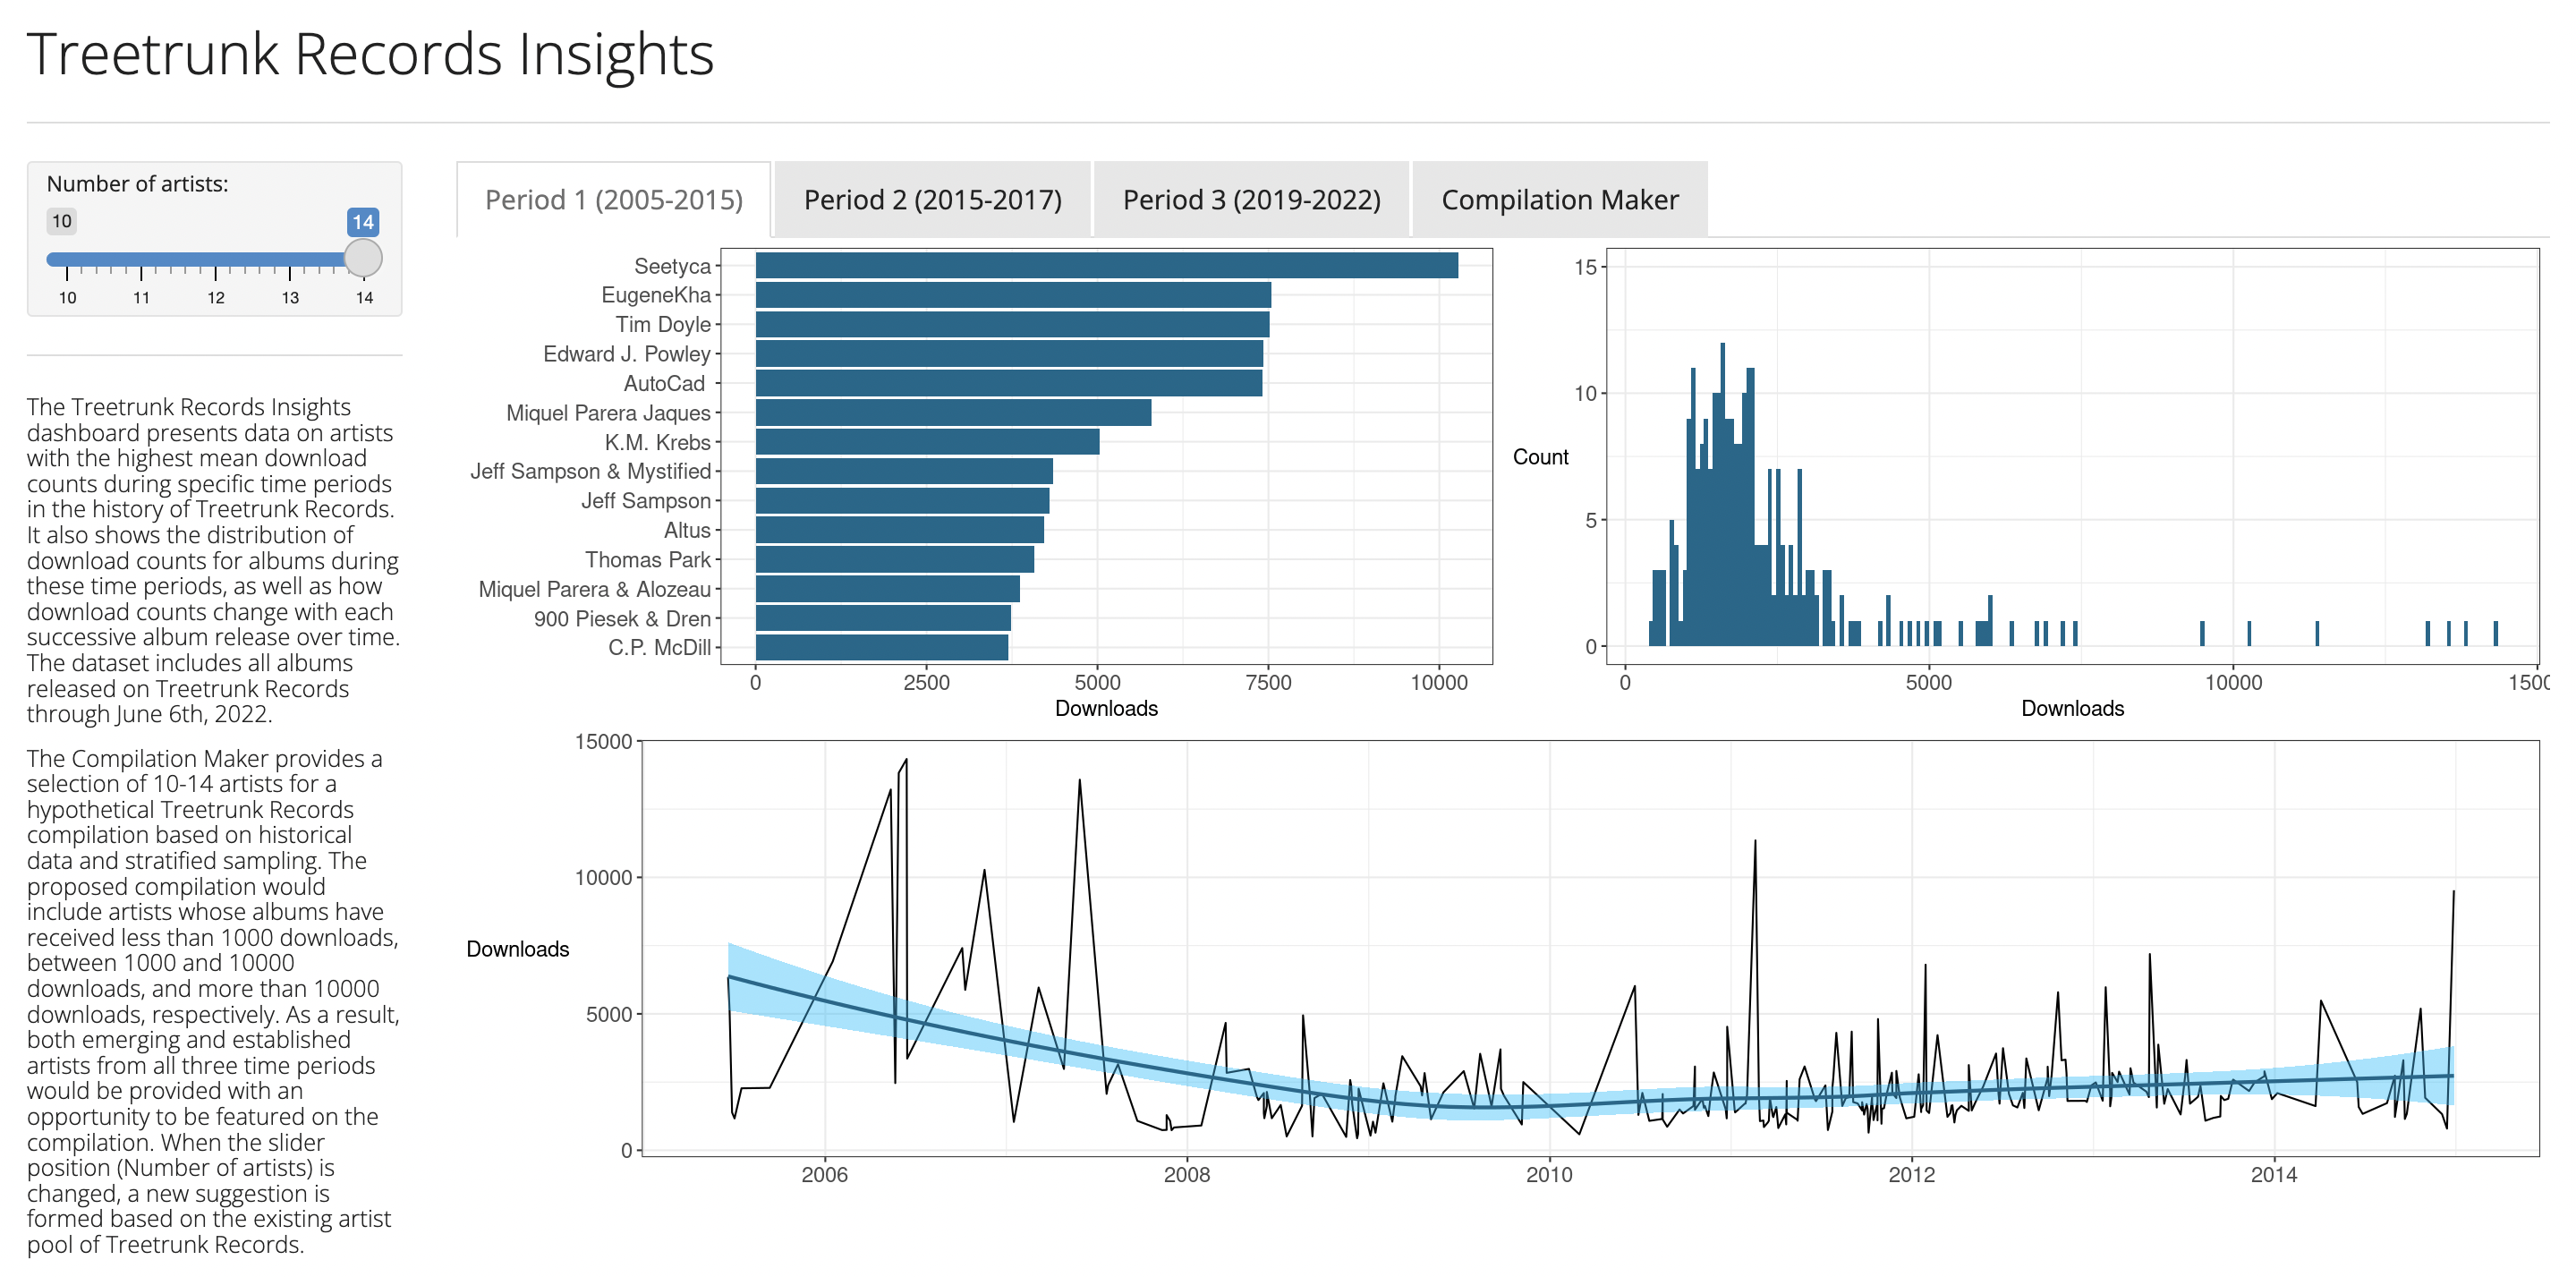 Treetrunk Records Insights
Number of artists:
10
14
10 11 12 13 14
The Treetrunk Records Insights
dashboard presents data on artists
with the highest mean download
counts during specific time periods
in the history of Treetrunk Records.
It also shows the distribution of
download counts for albums during
these time periods, as well as how
download counts change with each
successive album release over time.
The dataset includes all albums
released on Treetrunk Records
through June 6th, 2022.
The Compilation Maker provides a
selection of 10-14 artists for a
hypothetical Treetrunk Records
compilation based on historical
data and stratified sampling. The
proposed compilation would
include artists whose albums have
received less than 1000 downloads,
between 1000 and 10000
downloads, and more than 10000
downloads, respectively. As a result,
both emerging and established
artists from all three time periods
would be provided with an
opportunity to be featured on the
compilation. When the slider
position (Number of artists) is
changed, a new suggestion is
formed based on the existing artist
pool of Treetrunk Records.
Period 1 (2005-2015)
Period 2 (2015-2017)
Period 3 (2019-2022)
Compilation Maker
Seetyca
EugeneKha
Tim Doyle
Edward J. Powley
AutoCad
Miquel Parera Jaques
K.M. Krebs
Jeff Sampson & Mystified
Jeff Sampson
Altus
Thomas Park
Miquel Parera & Alozeau
900 Piesek & Dren
C.P. McDill
0 2500 5000 7500 10000
Downloads
15
10
Count
5
0
0 5000 10000 1500
Downloads
15000
10000
Downloads
5000
0
2006 2008 2010 2012 2014